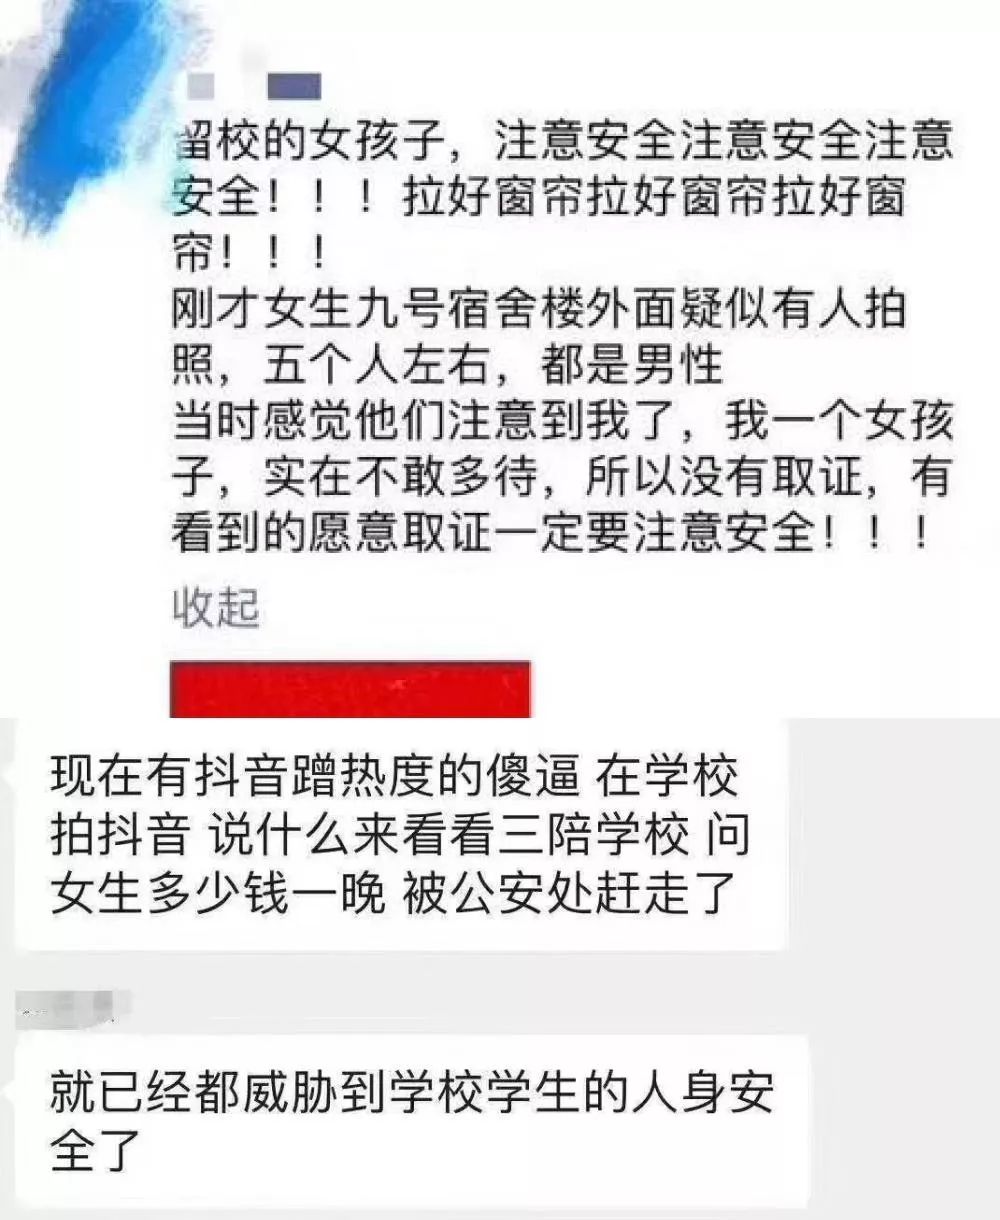 留校的女孩子，注意安全注意安全注意
安全！！！拉好窗帘拉好窗帘拉好窗
帘！！！
刚才女生九号宿舍楼外面疑似有人拍
照，五个人左右，都是男性
当时感觉他们注意到我了，我一个女孩
子，实在不敢多待，所以没有取证，有
看到的愿意取证一定要注意安全！！！
收起
现在有抖音蹭热度的傻逼 在学校
拍抖音 说什么来看看三陪学校 问
女生多少钱一晚 被公安处赶走了
就已经都威胁到学校学生的人身安
全了